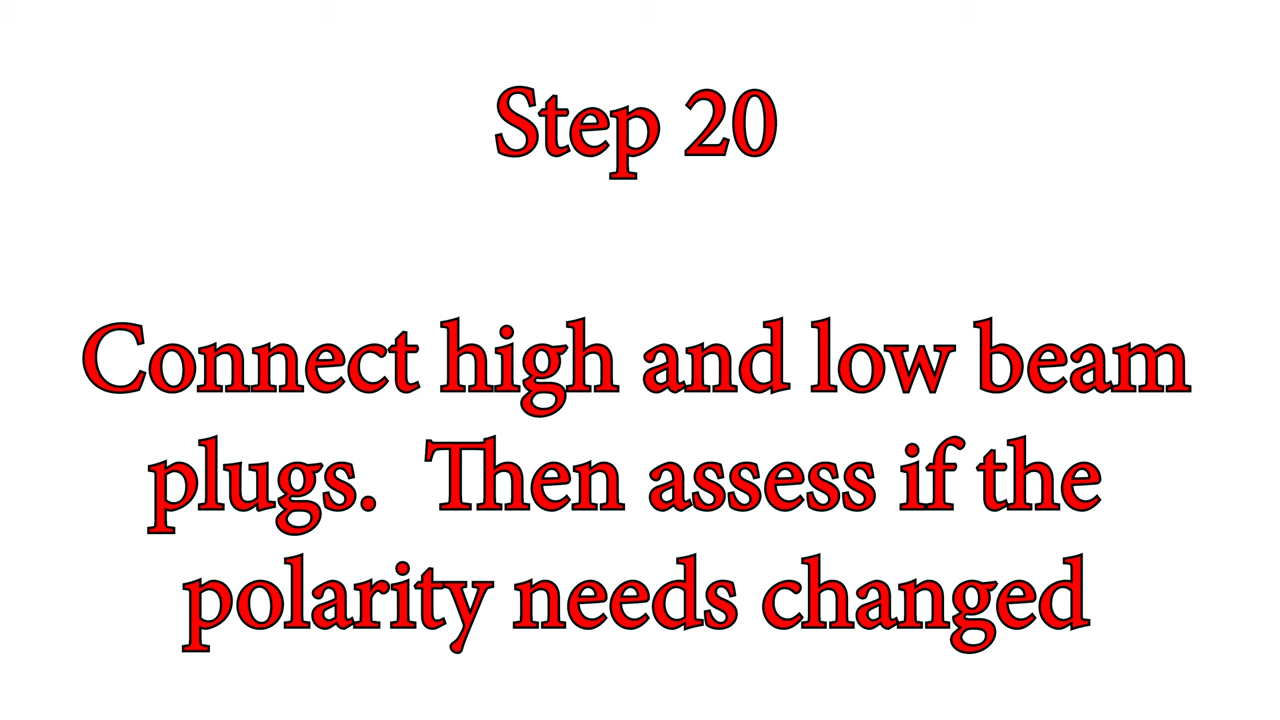 Step 20
Connect high and low beam
plugs.  Then assess if the
polarity needs changed